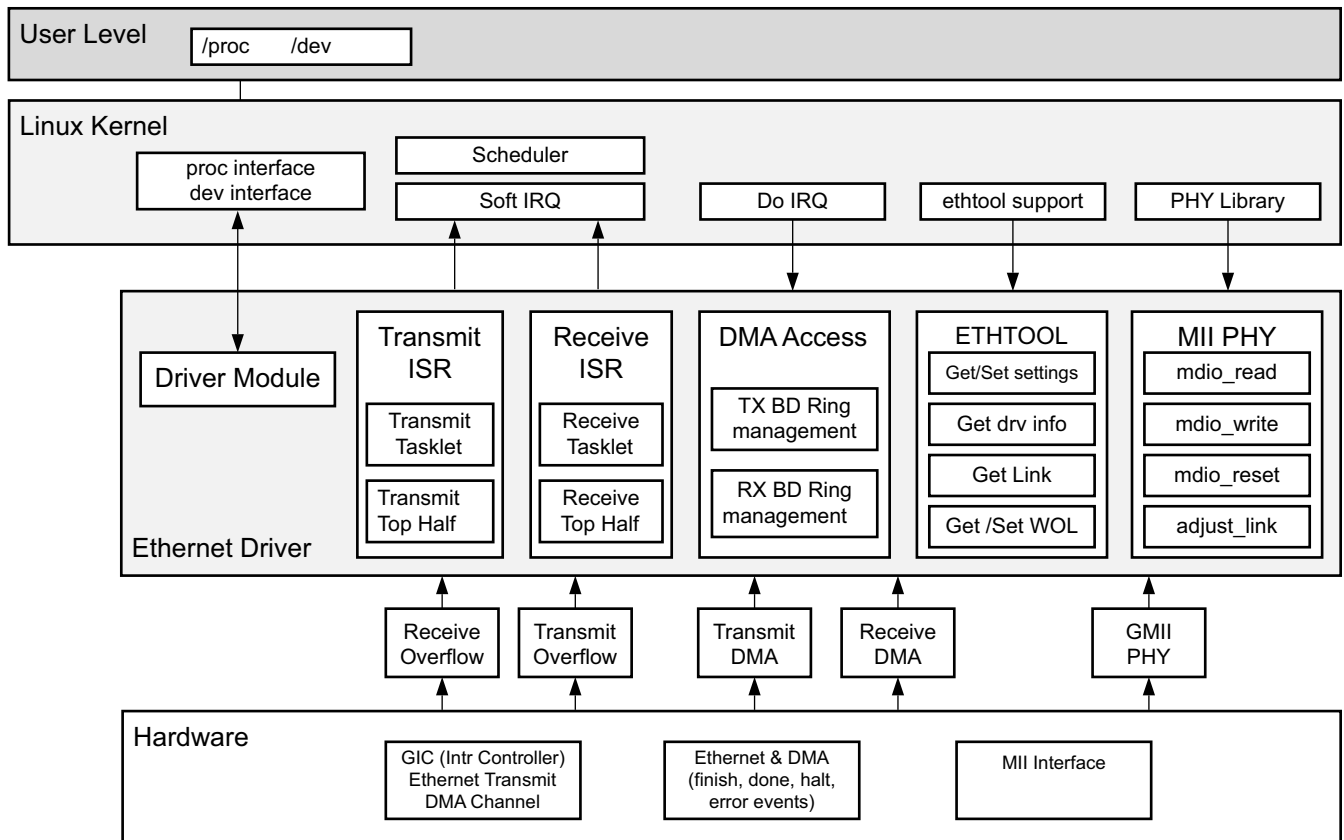 User Level
/proc /dev
Linux Kernel
proc interface
dev interface
Scheduler
Soft IRQ
Do IRQ
ethtool support
PHY Library
Driver Module
Transmit
ISR
Transmit
Tasklet
Transmit
Top Half
Receive
ISR
Receive
Tasklet
Receive
Top Half
DMA Access
TX BD Ring
management
RX BD Ring
management
ETHTOOL
Get/Set settings
Get drv info
Get Link
Get /Set WOL
MII PHY
mdio_read
mdio_write
mdio_reset
adjust_link
Ethernet Driver
Receive
Overflow
Transmit
Overflow
Transmit
DMA
Receive
DMA
GMII
PHY
Hardware
GIC (Intr Controller)
Ethernet Transmit
DMA Channel
Ethernet & DMA
(finish, done, halt,
error events)
MII Interface